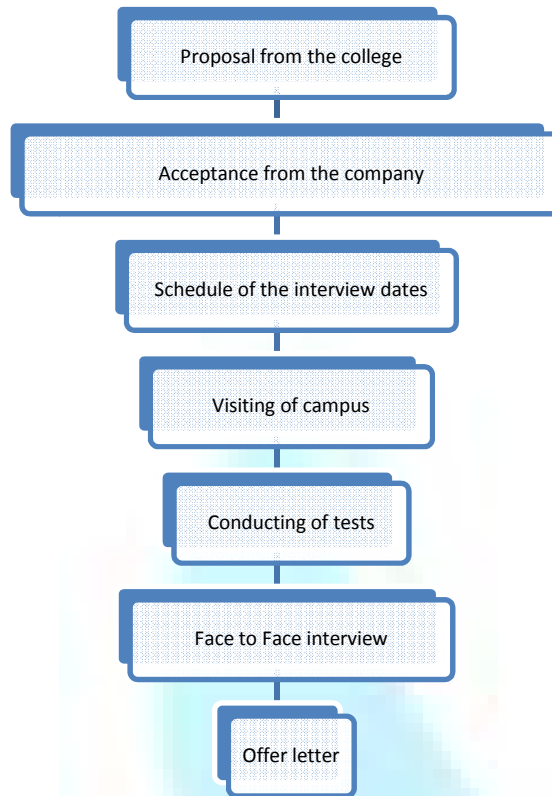 Proposal from the college
Acceptance from the company
Schedule of the interview dates
Visiting of campus
Conducting of tests
Face to Face interview
Offer letter